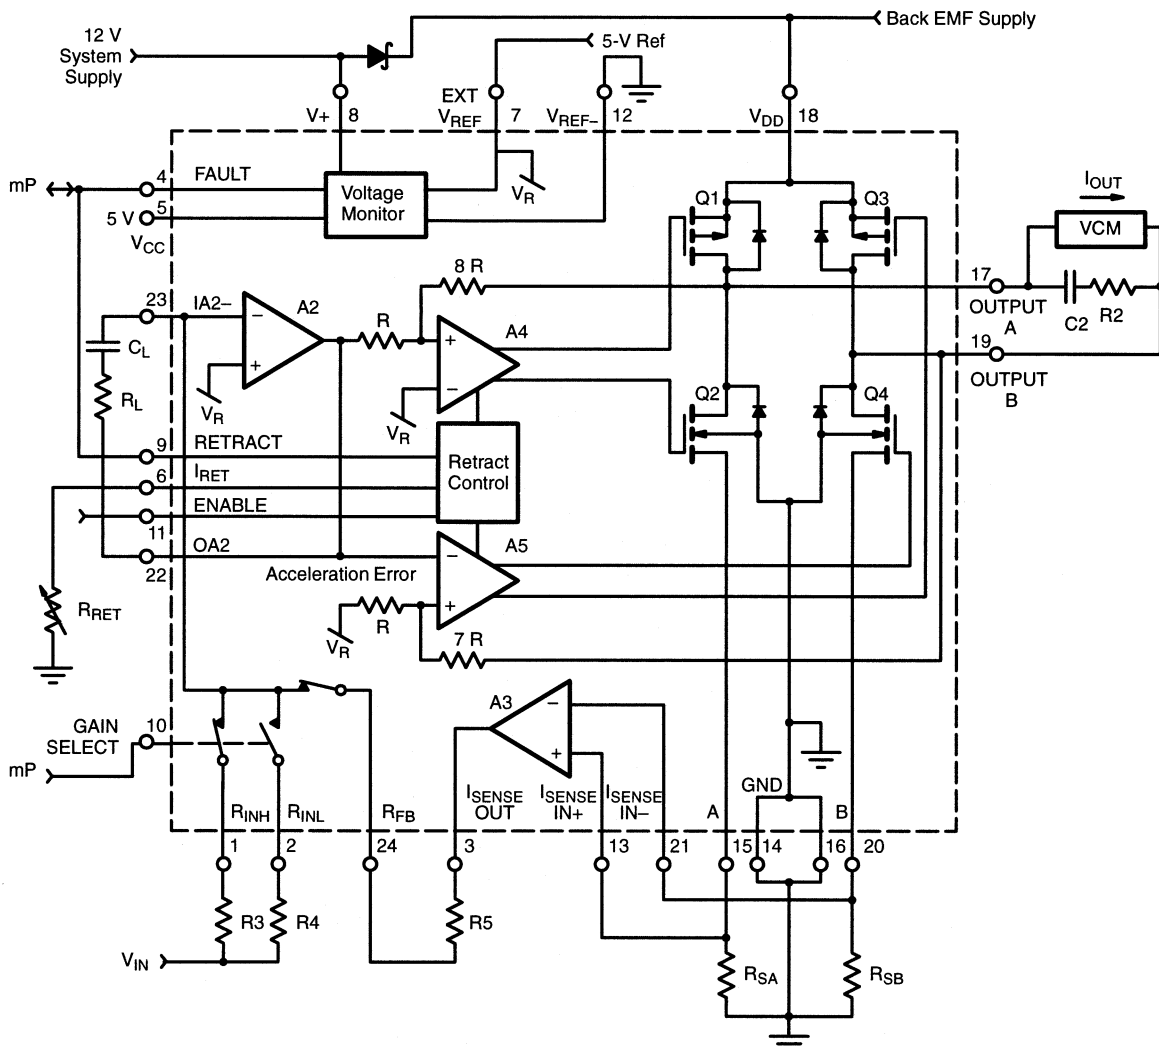 12 V
System
Supply
Back EMF Supply
5-V Ref
EXT
V+ 8
VREF 7
VREF– 12
VDD 18
mP
4 FAULT
5
5 V
VCC
Voltage
Monitor
VR
Q1
Q3
IOUT
VCM
8 R
17
OUTPUT
A
C2
R2
19
OUTPUT
B
23 IA2–
A2
–
+
R
A4
+
–
CL
RL
VR
VR
Q2
Q4
9 RETRACT
6 IRET
ENABLE
11
OA2
22
Retract
Control
A5
–
+
Acceleration Error
RRET
VR
R
7 R
GAIN
SELECT
10
mP
A3
–
+
RINH
RINL
RFB
ISENSE
OUT
ISENSE
IN+
ISENSE
IN–
A
GND
B
1
2
24
3
13
21
15
14
16
20
R3
R4
R5
VIN
RSA
RSB